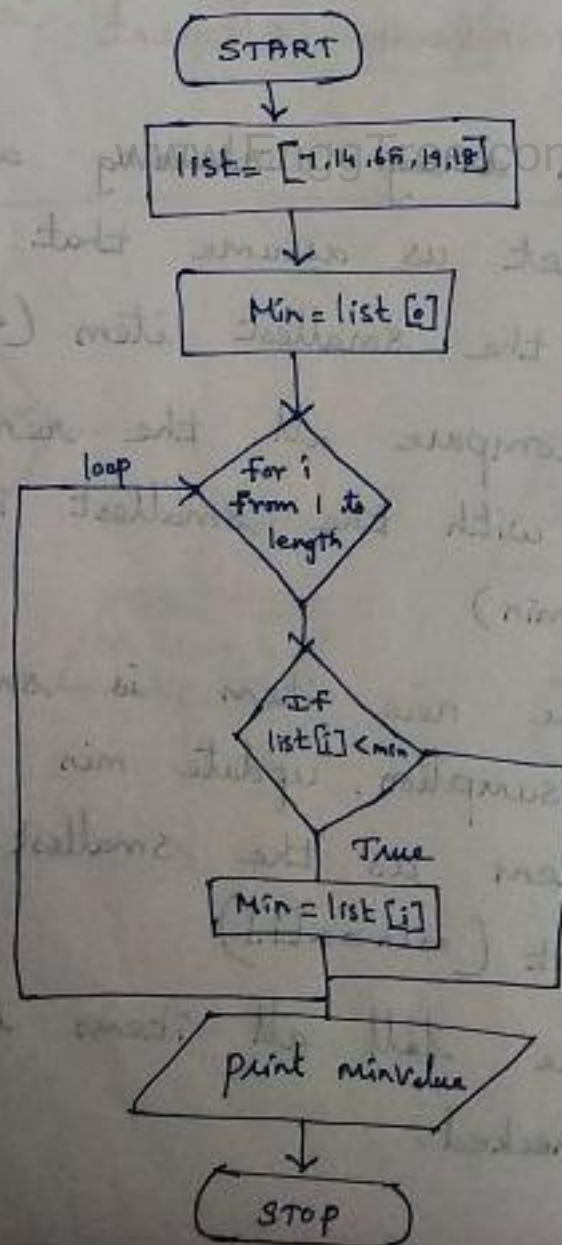 START
list= [7,14,65,19,18]
Min = list [0]
loop
for i
from 1 to
length
If
list[i] < min
True
Min = list [i]
print minvalue
STOP